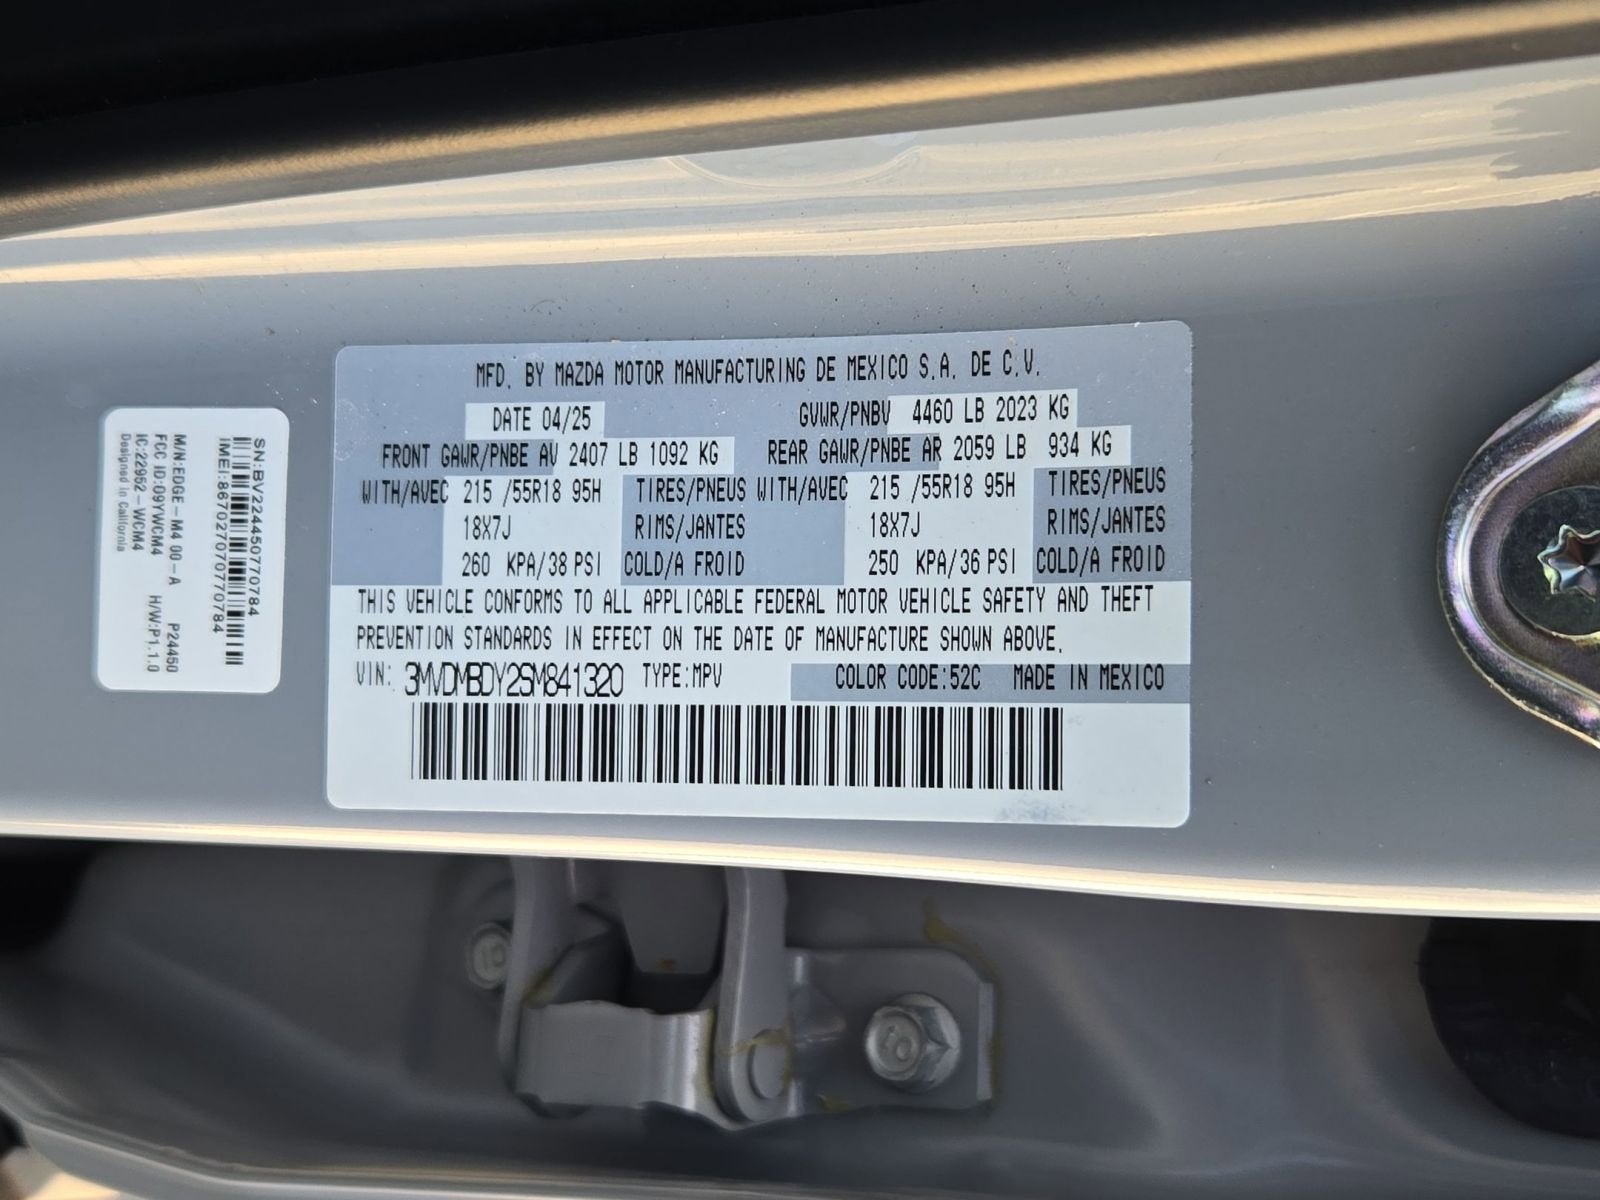 MFD. BY MAZDA MOTOR MANUFACTURING DE MEXICO S.A. DE C.V.
DATE 04/25 GVWR/PNBV 4460 LB 2023 KG
FRONT GAWR/PNBE AV 2407 LB 1092 KG REAR GAWR/PNBE AR 2059 LB 934 KG
WITH/AVEC 215 /55R18 95H TIRES/PNEUS WITH/AVEC 215 /55R18 95H TIRES/PNEUS
18X7J RIMS/JANTES 18X7J RIMS/JANTES
260 KPA/38 PSI COLD/A FROID 250 KPA/36 PSI COLD/A FROID
THIS VEHICLE CONFORMS TO ALL APPLICABLE FEDERAL MOTOR VEHICLE SAFETY AND THEFT
PREVENTION STANDARDS IN EFFECT ON THE DATE OF MANUFACTURE SHOWN ABOVE.
VIN: 3MVDMBDY2SM841320 TYPE:MPV COLOR CODE:52C MADE IN MEXICO
SN:BV244507770784
IMEI:867027077770784
M/N:EDGE-M4 00-A P24450
FCC ID:09YWCM4 H/W:P1.1.0
IC:22952-WCM4
Designed in California
10